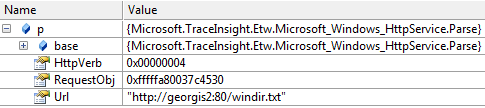 Name Value
p {Microsoft.TraceInsight.Etw.Microsoft_Windows_HttpService.Parse}
base {Microsoft.TraceInsight.Etw.Microsoft_Windows_HttpService.Parse}
HttpVerb 0x00000004
RequestObj 0xfffffa80037c4530
Url "http://georgis2:80/windir.txt"